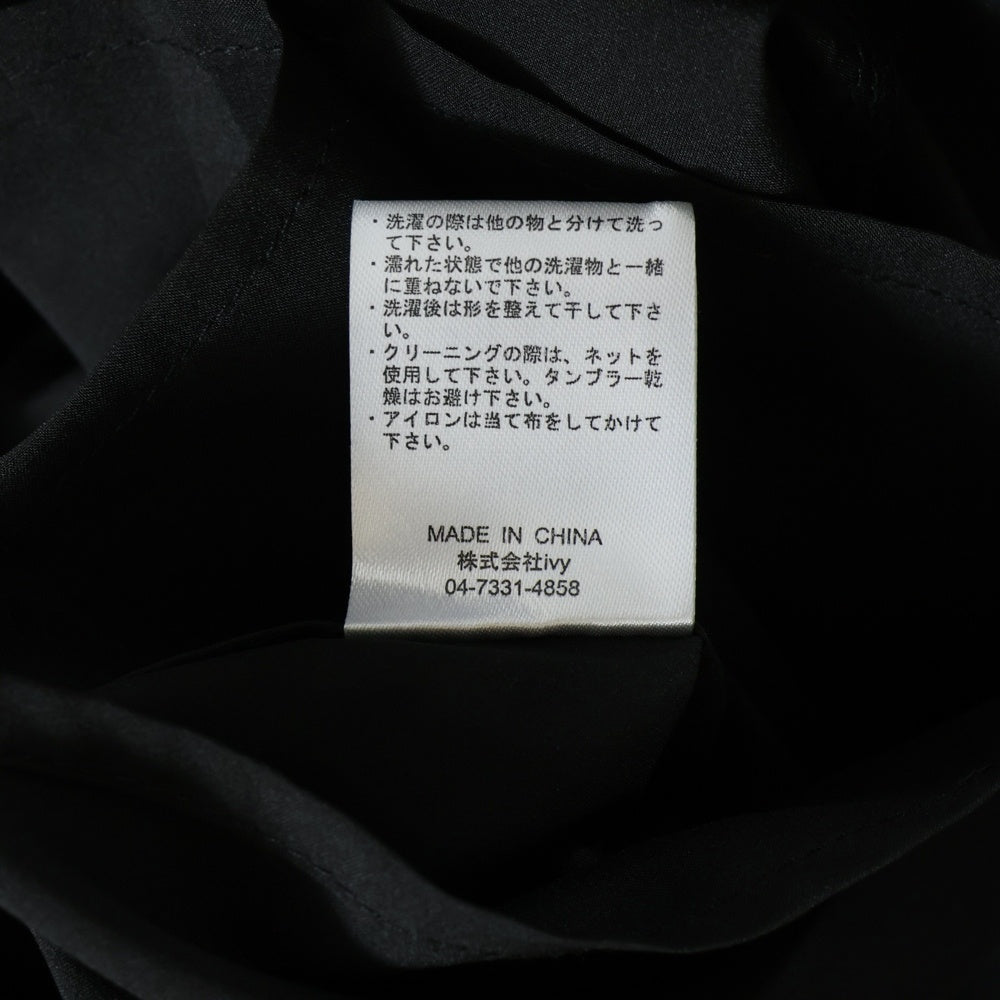 ・洗濯の際は他の物と分けて洗っ
て下さい。
・濡れた状態で他の洗濯物と一緒
に重ねないで下さい。
・洗濯後は形を整えて干して下さ
い。
・クリーニングの際は、ネットを
使用して下さい。タンブラー乾
燥はお避け下さい。
・アイロンは当て布をしてかけて
下さい。
MADE IN CHINA
株式会社ivy
04-7331-4858